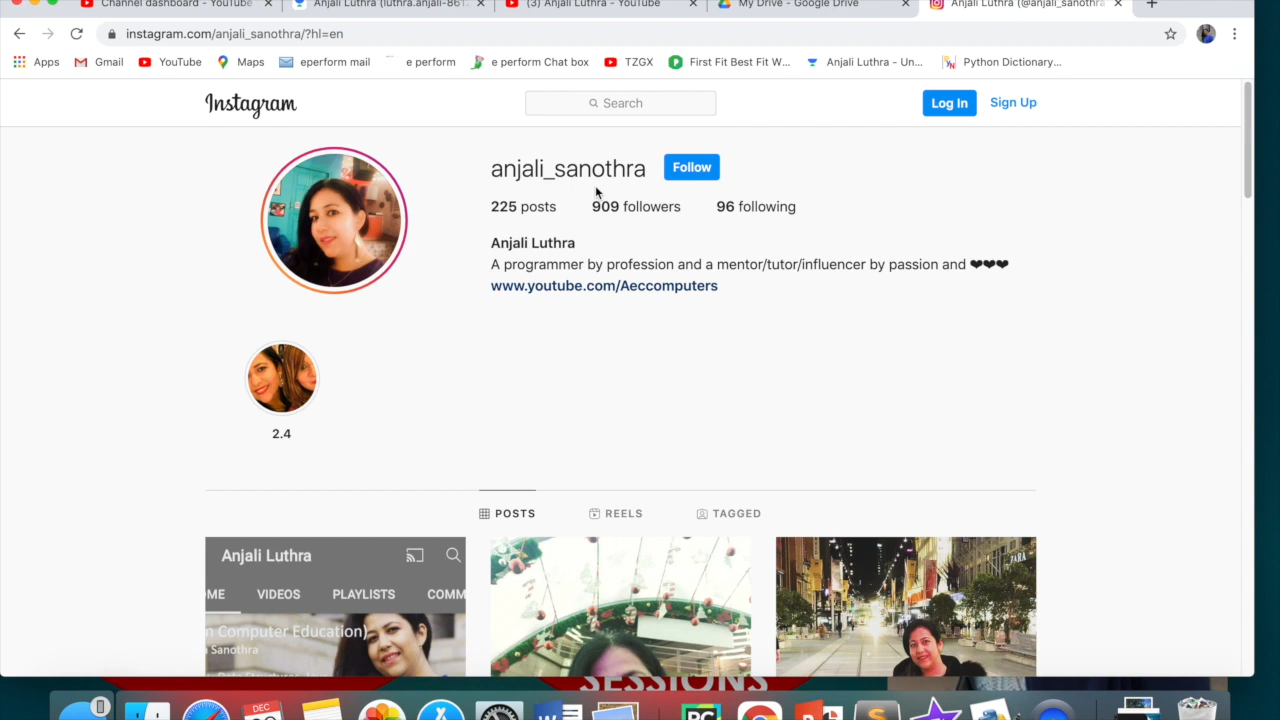 Channel dashboard - YouTube
Anjali Luthra (luthra.anjali-861
(3) Anjali Luthra - YouTube
My Drive - Google Drive
Anjali Luthra (@anjali_sanothra
instagram.com/anjali_sanothra/?hl=en
Apps
Gmail
YouTube
Maps
eperform mail
e perform
e perform Chat box
TZGX
First Fit Best Fit W...
Anjali Luthra - Un...
Python Dictionary...
Instagram
Search
Log In
Sign Up
anjali_sanothra
Follow
225 posts
909 followers
96 following
Anjali Luthra
A programmer by profession and a mentor/tutor/influencer by passion and ❤❤❤
www.youtube.com/Aeccomputers
2.4
POSTS
REELS
TAGGED
Anjali Luthra
ME
VIDEOS
PLAYLISTS
COMM
n Computer Education)
a Sanothra
ZARA
SESSIONS
DEC
PC